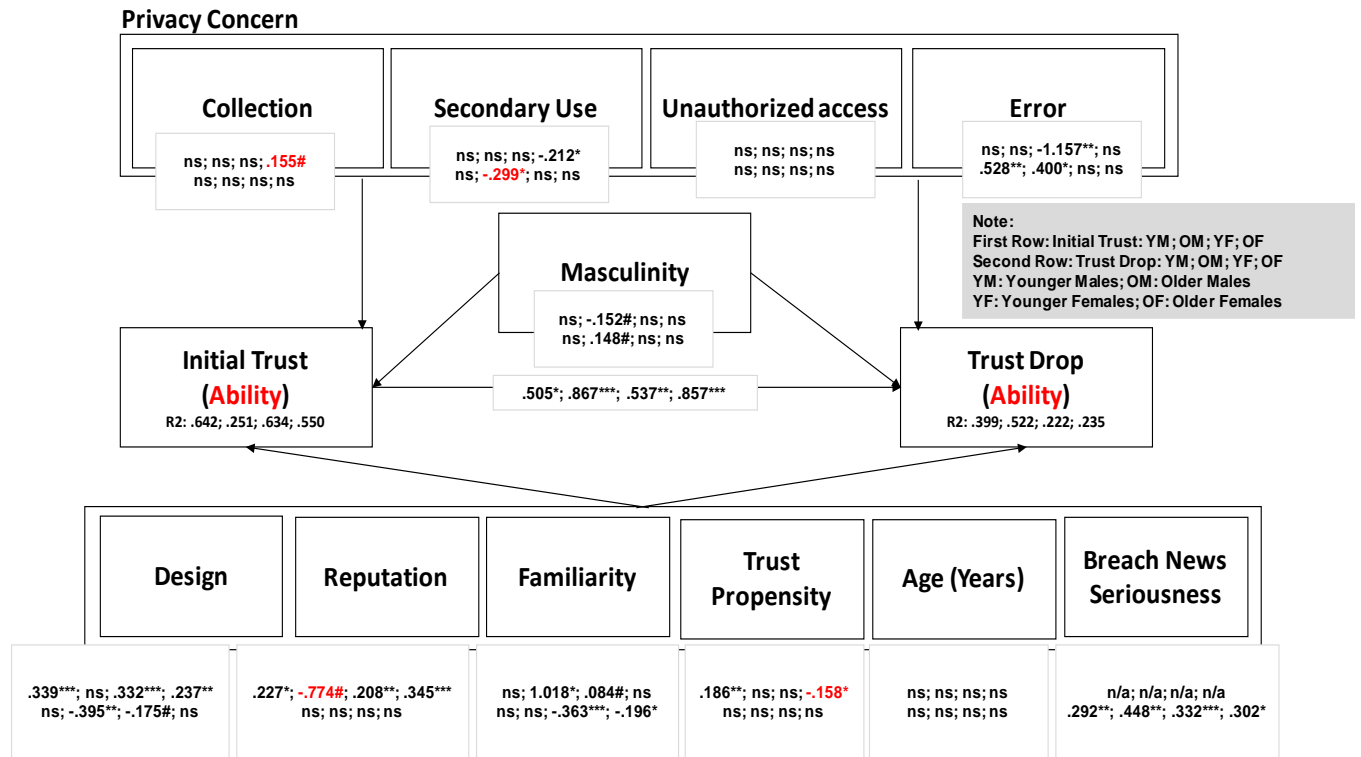 Privacy Concern
Collection
ns; ns; ns; .155#
ns; ns; ns; ns
Secondary Use
ns; ns; ns; -.212*
ns; -.299*; ns; ns
Unauthorized access
ns; ns; ns; ns
ns; ns; ns; ns
Error
ns; ns; -1.157**; ns
.528**; .400*; ns; ns
Note:
First Row: Initial Trust: YM; OM; YF; OF
Second Row: Trust Drop: YM; OM; YF; OF
YM: Younger Males; OM: Older Males
YF: Younger Females; OF: Older Females
Masculinity
ns; -.152#; ns; ns
ns; .148#; ns; ns
Initial Trust
(Ability)
R2: .642; .251; .634; .550
.505*; .867***; .537**; .857***
Trust Drop
(Ability)
R2: .399; .522; .222; .235
Design
Reputation
Familiarity
Trust
Propensity
Age (Years)
Breach News
Seriousness
.339***; ns; .332***; .237**
ns; -.395**; -.175#; ns
.227*; -.774#; .208**; .345***
ns; ns; ns; ns
ns; 1.018*; .084#; ns
ns; ns; -.363***; -.196*
.186**; ns; ns; -.158*
ns; ns; ns; ns
ns; ns; ns; ns
ns; ns; ns; ns
n/a; n/a; n/a; n/a
.292**; .448**; .332***; .302*